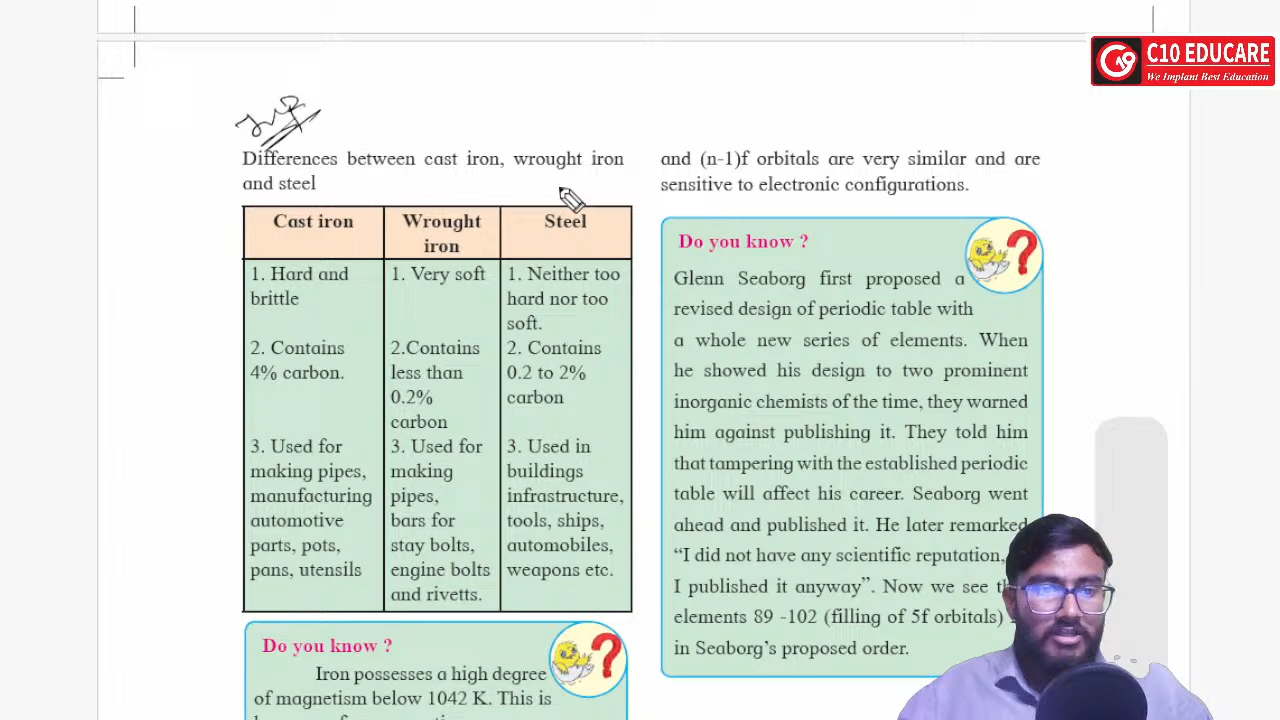 C10 EDUCARE
We Implant Best Education
Imp
Differences between cast iron, wrought iron
and steel
Cast iron
Wrought
iron
Steel
1. Hard and
brittle
1. Very soft
1. Neither too
hard nor too
soft.
2. Contains
4% carbon.
2.Contains
less than
0.2%
carbon
2. Contains
0.2 to 2%
carbon
3. Used for
making pipes,
manufacturing
automotive
parts, pots,
pans, utensils
3. Used for
making
pipes,
bars for
stay bolts,
engine bolts
and rivetts.
3. Used in
buildings
infrastructure,
tools, ships,
automobiles,
weapons etc.
Do you know ?
Iron possesses a high degree
of magnetism below 1042 K. This is
and (n-1)f orbitals are very similar and are
sensitive to electronic configurations.
Do you know ?
Glenn Seaborg first proposed a
revised design of periodic table with
a whole new series of elements. When
he showed his design to two prominent
inorganic chemists of the time, they warned
him against publishing it. They told him
that tampering with the established periodic
table will affect his career. Seaborg went
ahead and published it. He later remarked
“I did not have any scientific reputation,
I published it anyway”. Now we see
elements 89 -102 (filling of 5f orbitals)
in Seaborg’s proposed order.